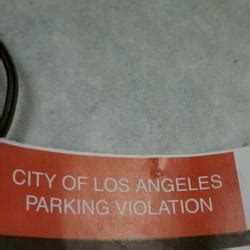 CITY OF LOS ANGELES
PARKING VIOLATION